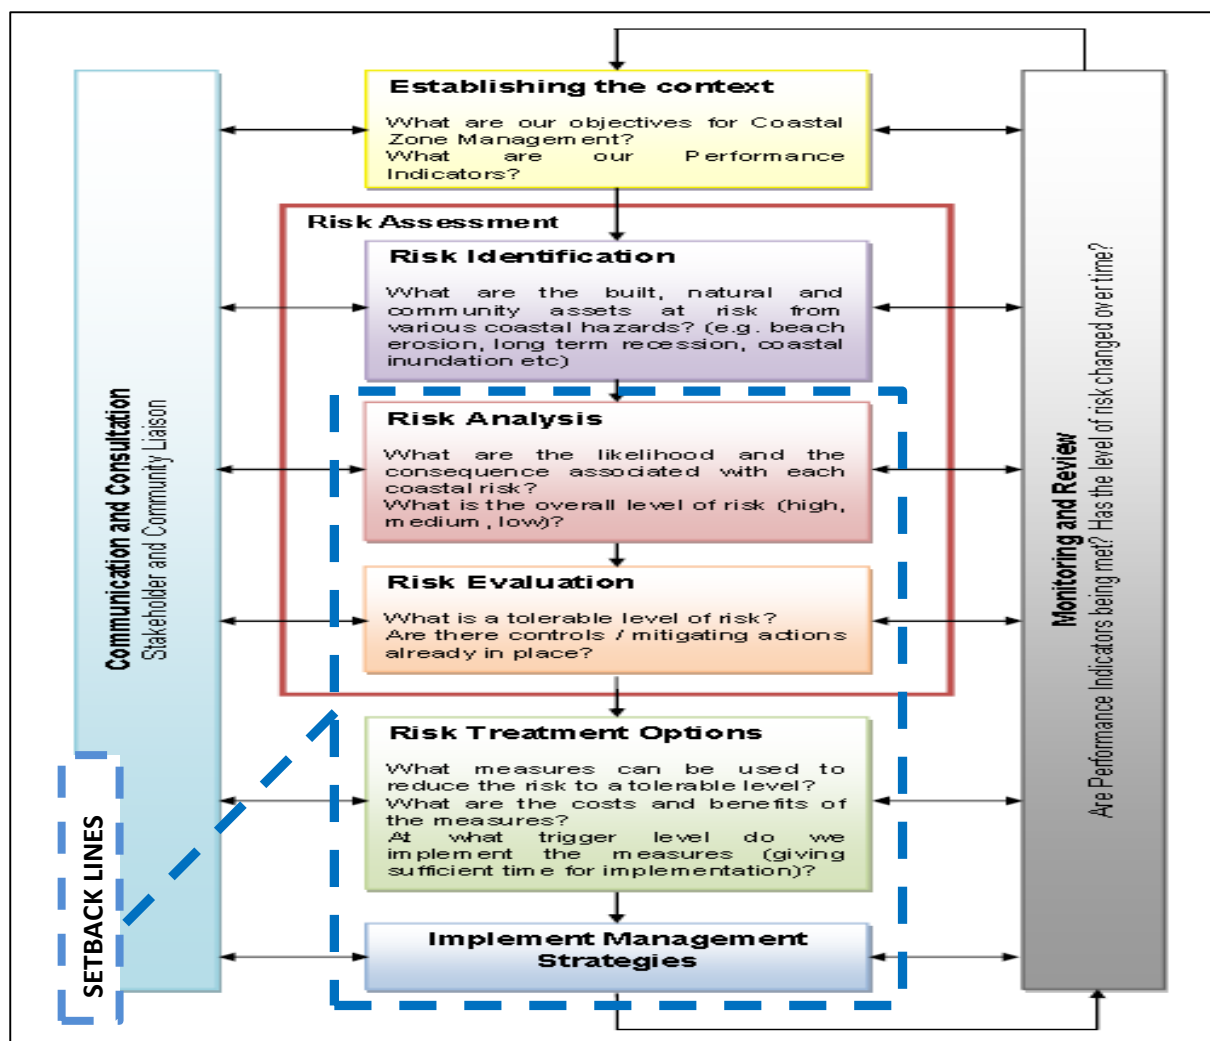 Establishing the context
What are our objectives for Coastal
Zone Management?
What are our Performance
Indicators?
Risk Assessment
Risk Identification
What are the built, natural and
community assets at risk from
various coastal hazards? (e.g. beach
erosion, long term recession, coastal
inundation etc)
Risk Analysis
What are the likelihood and the
consequence associated with each
coastal risk?
What is the overall level of risk (high,
medium, low)?
Risk Evaluation
What is a tolerable level of risk?
Are there controls / mitigating actions
already in place?
Risk Treatment Options
What measures can be used to
reduce the risk to a tolerable level?
What are the costs and benefits of
the measures?
At what trigger level do we
implement the measures (giving
sufficient time for implementation)?
Implement Management
Strategies
Communication and Consultation
Stakeholder and Community Liaison
SETBACK LINES
Monitoring and Review
Are Performance Indicators being met? Has the level of risk changed over time?